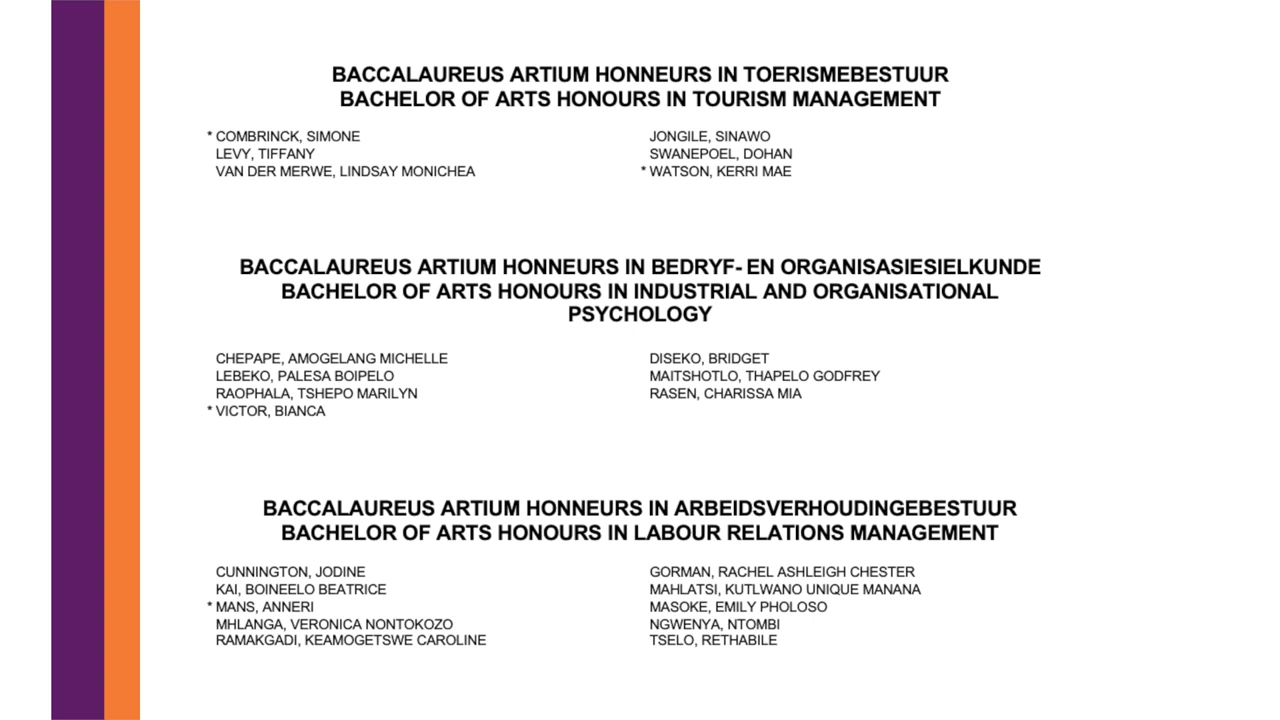 BACCALAUREUS ARTIUM HONNEURS IN TOERISMEBESTUUR
BACHELOR OF ARTS HONOURS IN TOURISM MANAGEMENT
* COMBRINCK, SIMONE
LEVY, TIFFANY
VAN DER MERWE, LINDSAY MONICHEA
JONGILE, SINAWO
SWANEPOEL, DOHAN
* WATSON, KERRI MAE
BACCALAUREUS ARTIUM HONNEURS IN BEDRYF- EN ORGANISASIESIELKUNDE
BACHELOR OF ARTS HONOURS IN INDUSTRIAL AND ORGANISATIONAL
PSYCHOLOGY
CHEPAPE, AMOGELANG MICHELLE
LEBEKO, PALESA BOIPELO
RAOPHALA, TSHEPO MARILYN
* VICTOR, BIANCA
DISEKO, BRIDGET
MAITSHOTLO, THAPELO GODFREY
RASEN, CHARISSA MIA
BACCALAUREUS ARTIUM HONNEURS IN ARBEIDSVERHOUDINGEBESTUUR
BACHELOR OF ARTS HONOURS IN LABOUR RELATIONS MANAGEMENT
CUNNINGTON, JODINE
KAI, BOINEELO BEATRICE
* MANS, ANNERI
MHLANGA, VERONICA NONTOKOZO
RAMAKGADI, KEAMOGETSWE CAROLINE
GORMAN, RACHEL ASHLEIGH CHESTER
MAHLATSI, KUTLWANO UNIQUE MANANA
MASOKE, EMILY PHOLOSO
NGWENYA, NTOMBI
TSELO, RETHABILE